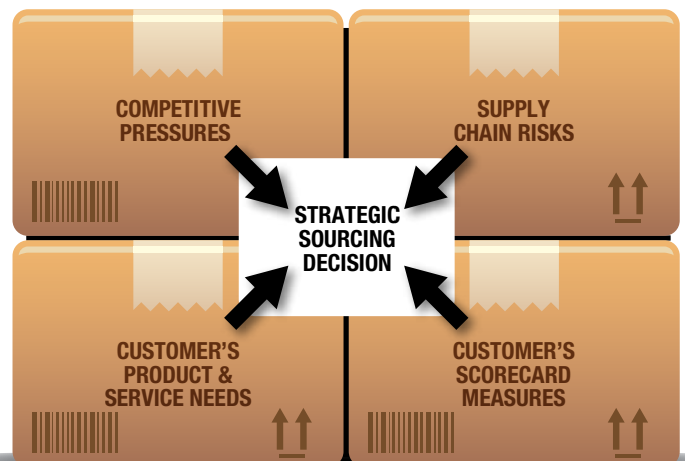 COMPETITIVE
PRESSURES
SUPPLY
CHAIN RISKS
STRATEGIC
SOURCING
DECISION
CUSTOMER'S
PRODUCT &
SERVICE NEEDS
CUSTOMER'S
SCORECARD
MEASURES